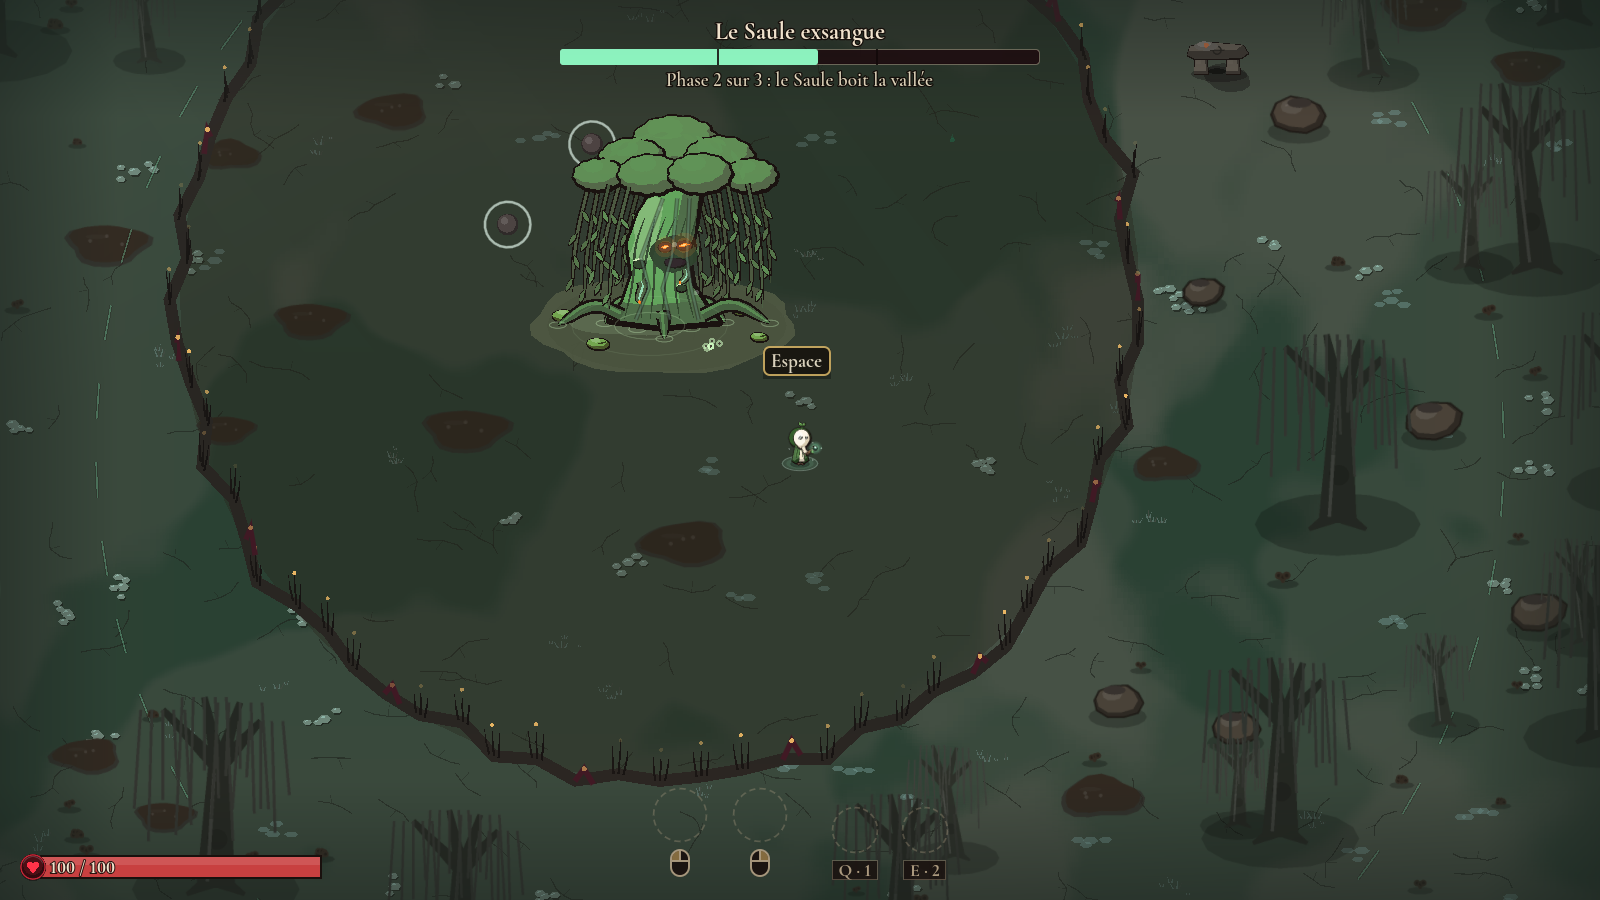 Le Saule exsangue
Phase 2 sur 3 : le Saule boit la vallée
Espace
100 / 100
Q · 1
E · 2